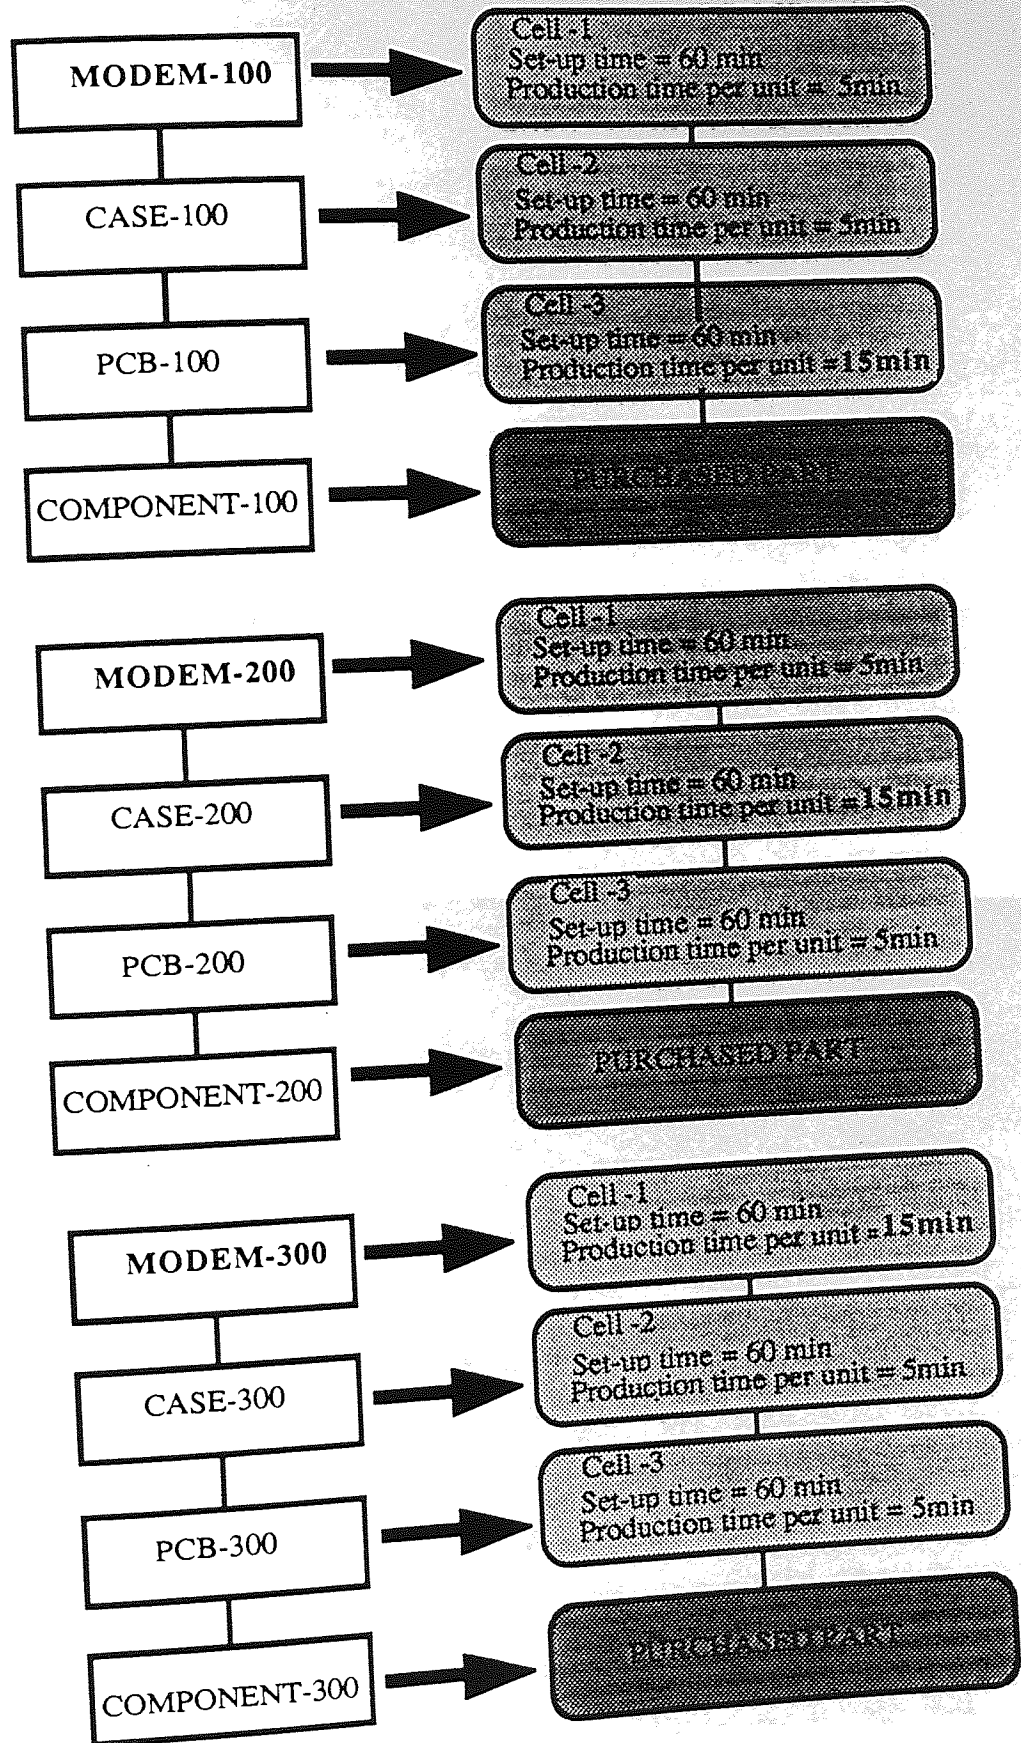 MODEM-100
Cell -1
Set-up time = 60 min
Production time per unit = 5min
CASE-100
Cell -2
Set-up time = 60 min
Production time per unit = 5min
PCB-100
Cell -3
Set-up time = 60 min
Production time per unit =15min
COMPONENT-100
PURCHASED PART
MODEM-200
Cell -1
Set-up time = 60 min
Production time per unit = 5min
CASE-200
Cell -2
Set-up time = 60 min
Production time per unit =15min
PCB-200
Cell -3
Set-up time = 60 min
Production time per unit = 5min
COMPONENT-200
PURCHASED PART
MODEM-300
Cell -1
Set-up time = 60 min
Production time per unit =15min
CASE-300
Cell -2
Set-up time = 60 min
Production time per unit = 5min
PCB-300
Cell -3
Set-up time = 60 min
Production time per unit = 5min
COMPONENT-300
PURCHASED PART